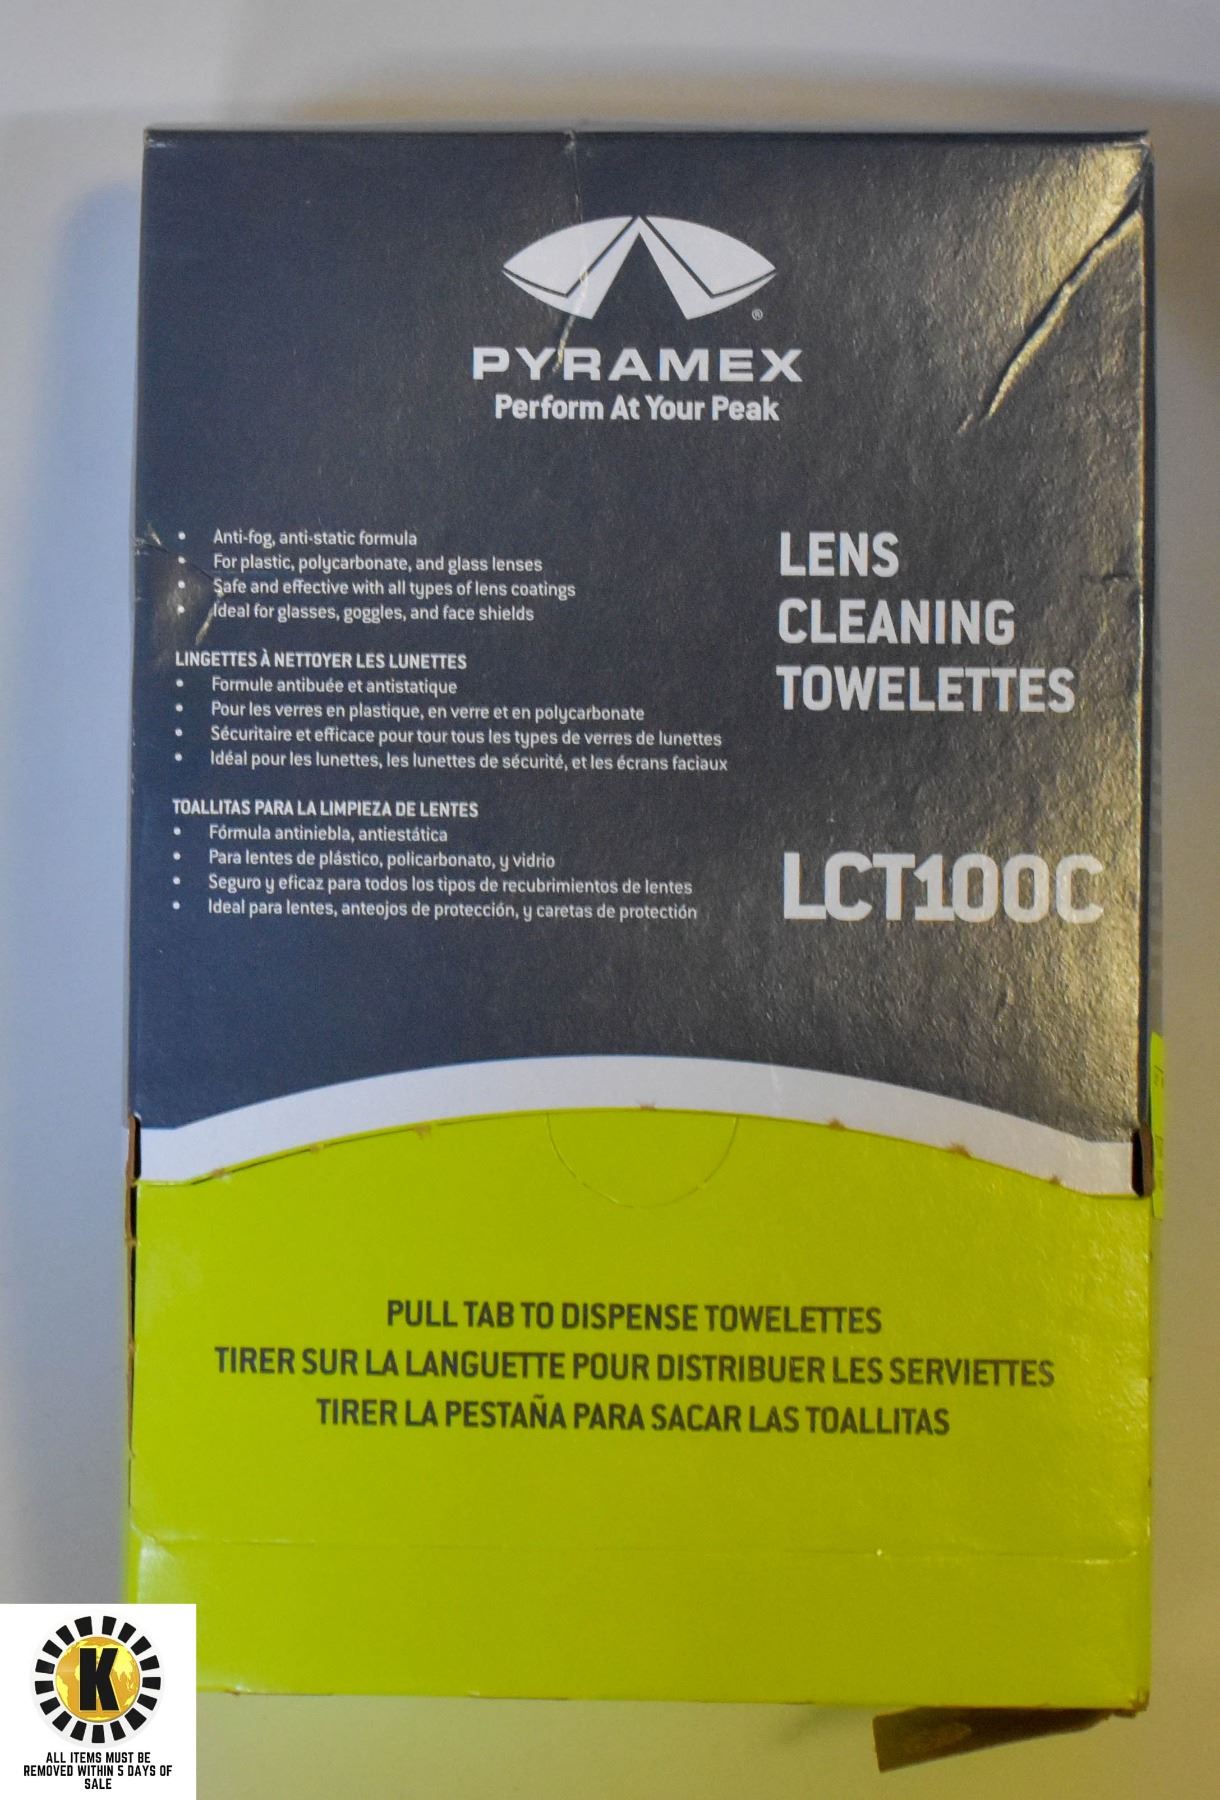 ®
PYRAMEX
Perform At Your Peak
• Anti-fog, anti-static formula
• For plastic, polycarbonate, and glass lenses
• Safe and effective with all types of lens coatings
• Ideal for glasses, goggles, and face shields
LINGETTES À NETTOYER LES LUNETTES
• Formule antibuée et antistatique
• Pour les verres en plastique, en verre et en polycarbonate
• Sécuritaire et efficace pour tour tous les types de verres de lunettes
• Idéal pour les lunettes, les lunettes de sécurité, et les écrans faciaux
TOALLITAS PARA LA LIMPIEZA DE LENTES
• Fórmula antiniebla, antiestática
• Para lentes de plástico, policarbonato, y vidrio
• Seguro y eficaz para todos los tipos de recubrimientos de lentes
• Ideal para lentes, anteojos de protección, y caretas de protectión
LENS
CLEANING
TOWELETTES
LCT100C
PULL TAB TO DISPENSE TOWELETTES
TIRER SUR LA LANGUETTE POUR DISTRIBUER LES SERVIETTES
TIRER LA PESTAÑA PARA SACAR LAS TOALLITAS
K
ALL ITEMS MUST BE
REMOVED WITHIN 5 DAYS OF
SALE